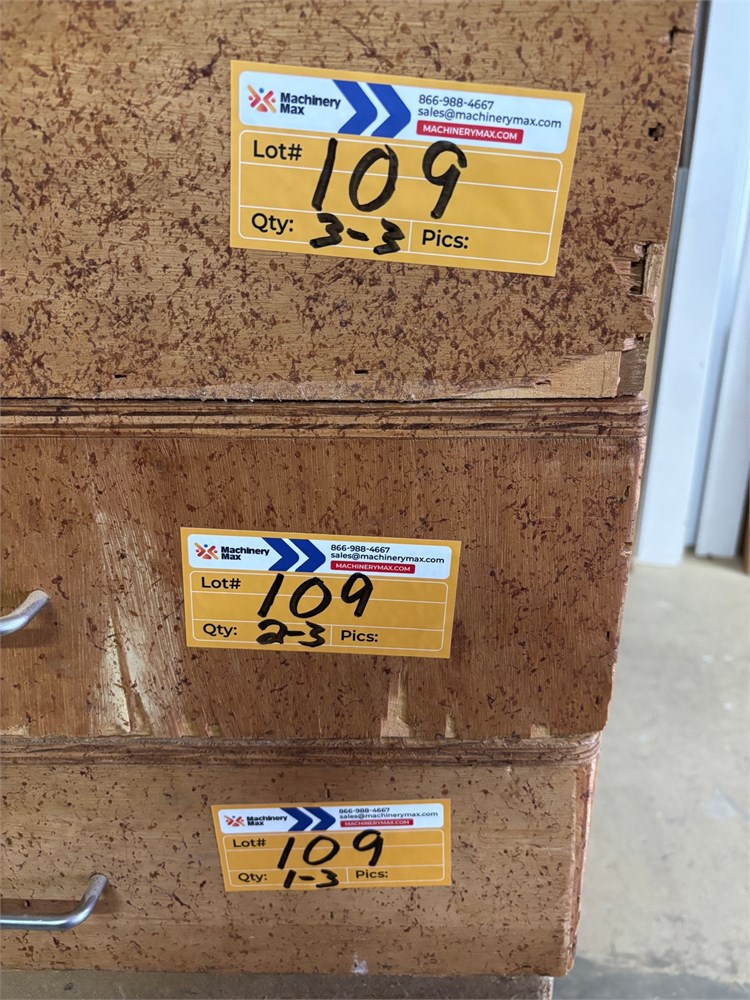 Machinery
Max
866-988-4667
sales@machinerymax.com
MACHINERYMAX.COM
Lot# 109
Qty: 3-3 Pics:
Machinery
Max
866-988-4667
sales@machinerymax.com
MACHINERYMAX.COM
Lot# 109
Qty: 2-3 Pics:
Machinery
Max
866-988-4667
sales@machinerymax.com
MACHINERYMAX.COM
Lot# 109
Qty: 1-3 Pics: